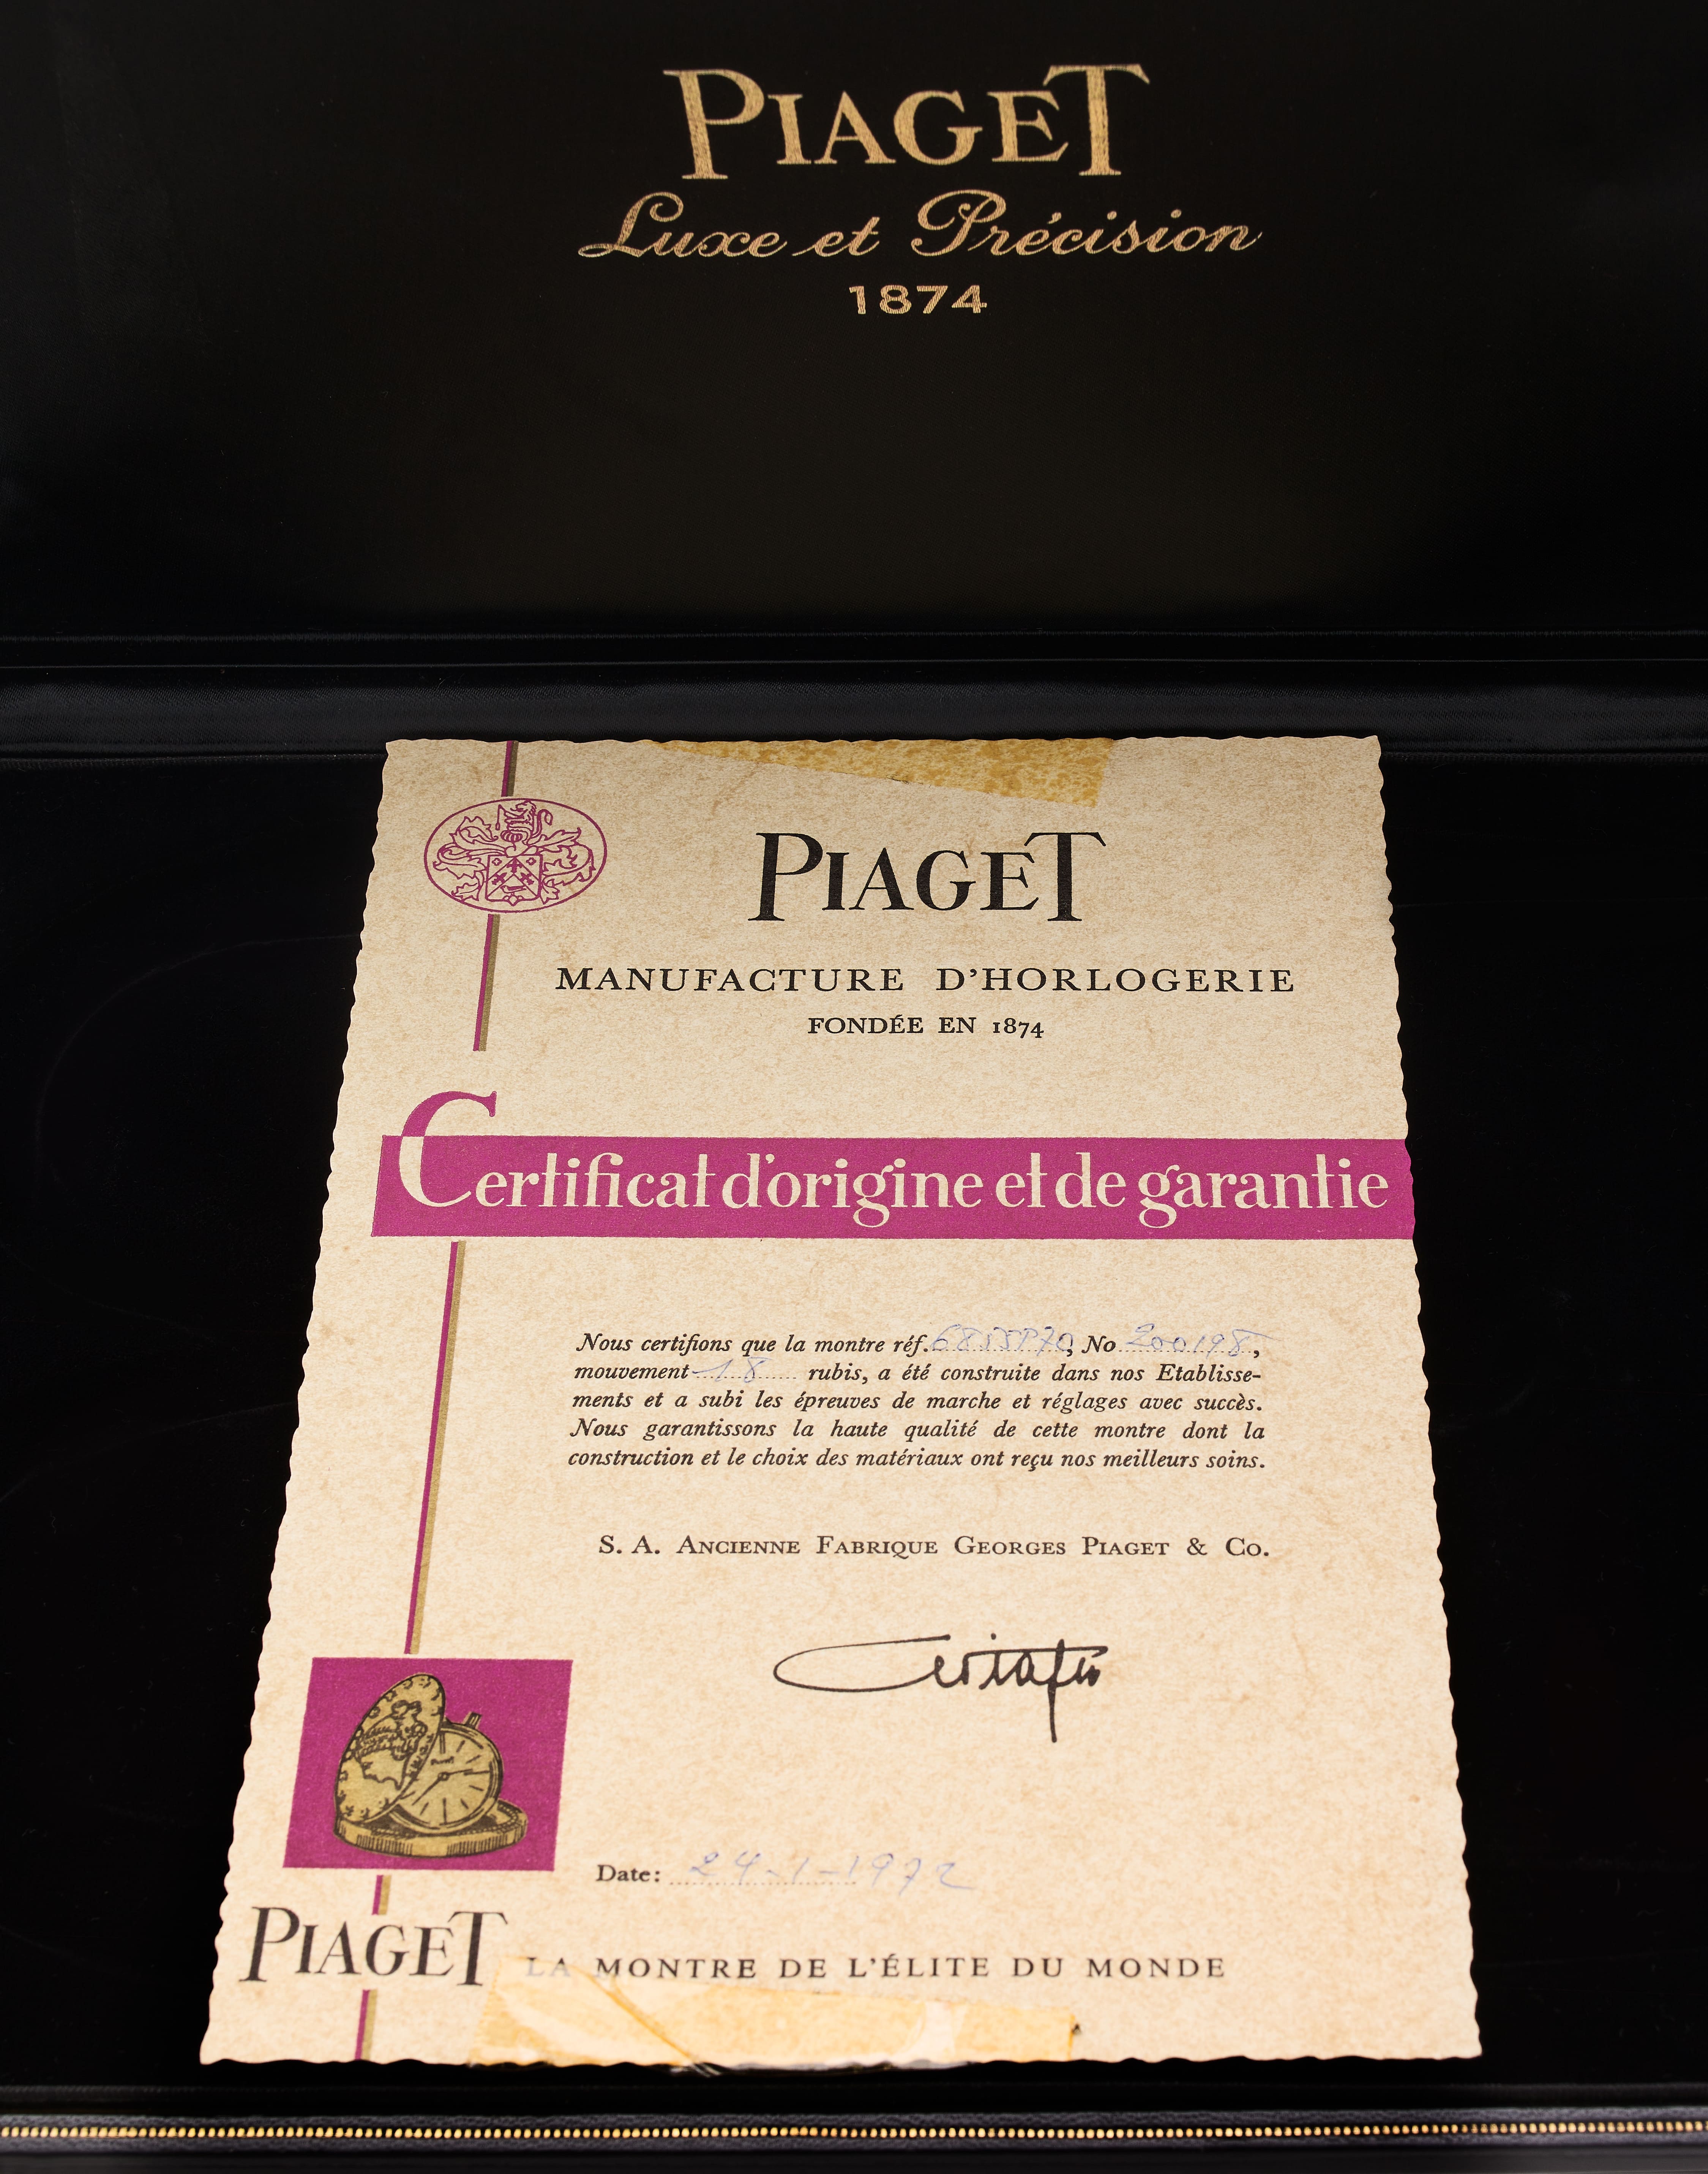 PIAGET
Luxe et Précision
1874
PIAGET
MANUFACTURE D'HORLOGERIE
FONDÉE EN 1874
Certificat d'origine et de garantie
Nous certifions que la montre réf. 6855P70, No 200198,
mouvement 18 rubis, a été construite dans nos Etablisse-
ments et a subi les épreuves de marche et réglages avec succès.
Nous garantissons la haute qualité de cette montre dont la
construction et le choix des matériaux ont reçu nos meilleurs soins.
S. A. ANCIENNE FABRIQUE GEORGES PIAGET & Co.
Date: 24-1-1972
PIAGET LA MONTRE DE L'ÉLITE DU MONDE